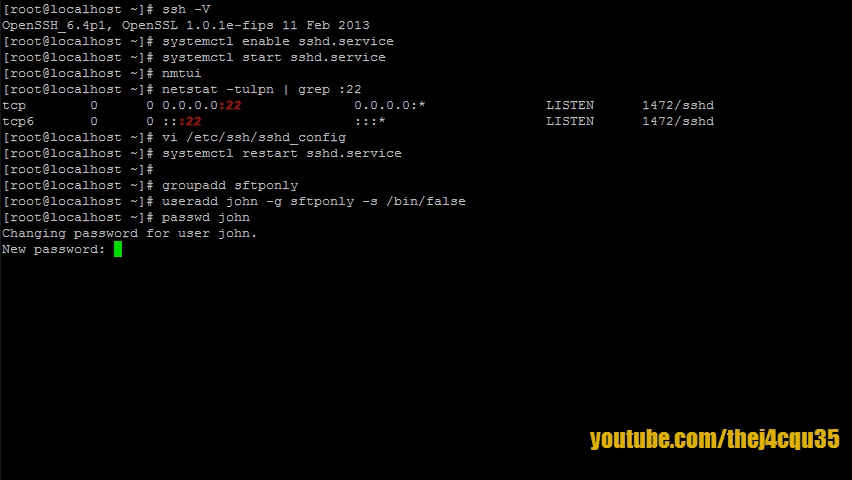 [root@localhost ~]# ssh -V
OpenSSH_6.4p1, OpenSSL 1.0.1e-fips 11 Feb 2013
[root@localhost ~]# systemctl enable sshd.service
[root@localhost ~]# systemctl start sshd.service
[root@localhost ~]# nmtui
[root@localhost ~]# netstat -tulpn | grep :22
tcp 0 0 0.0.0.0:22 0.0.0.0:* LISTEN 1472/sshd
tcp6 0 0 :::22 :::* LISTEN 1472/sshd
[root@localhost ~]# vi /etc/ssh/sshd_config
[root@localhost ~]# systemctl restart sshd.service
[root@localhost ~]#
[root@localhost ~]# groupadd sftponly
[root@localhost ~]# useradd john -g sftponly -s /bin/false
[root@localhost ~]# passwd john
Changing password for user john.
New password:
youtube.com/thej4cqu35